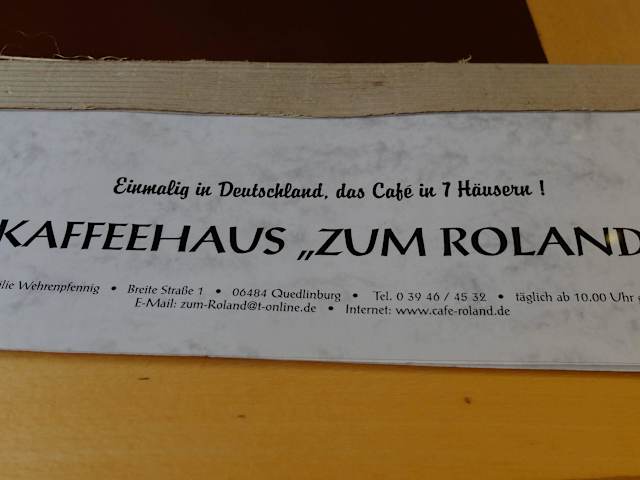 Einmalig in Deutschland, das Café in 7 Häusern !
KAFFEEHAUS „ZUM ROLAND
Wehrenpfennig • Breite Straße 1 • 06484 Quedlinburg • Tel. 0 39 46 / 45 32 • täglich ab 10.00 Uhr
E-Mail: zum-Roland@t-online.de • Internet: www.cafe-roland.de